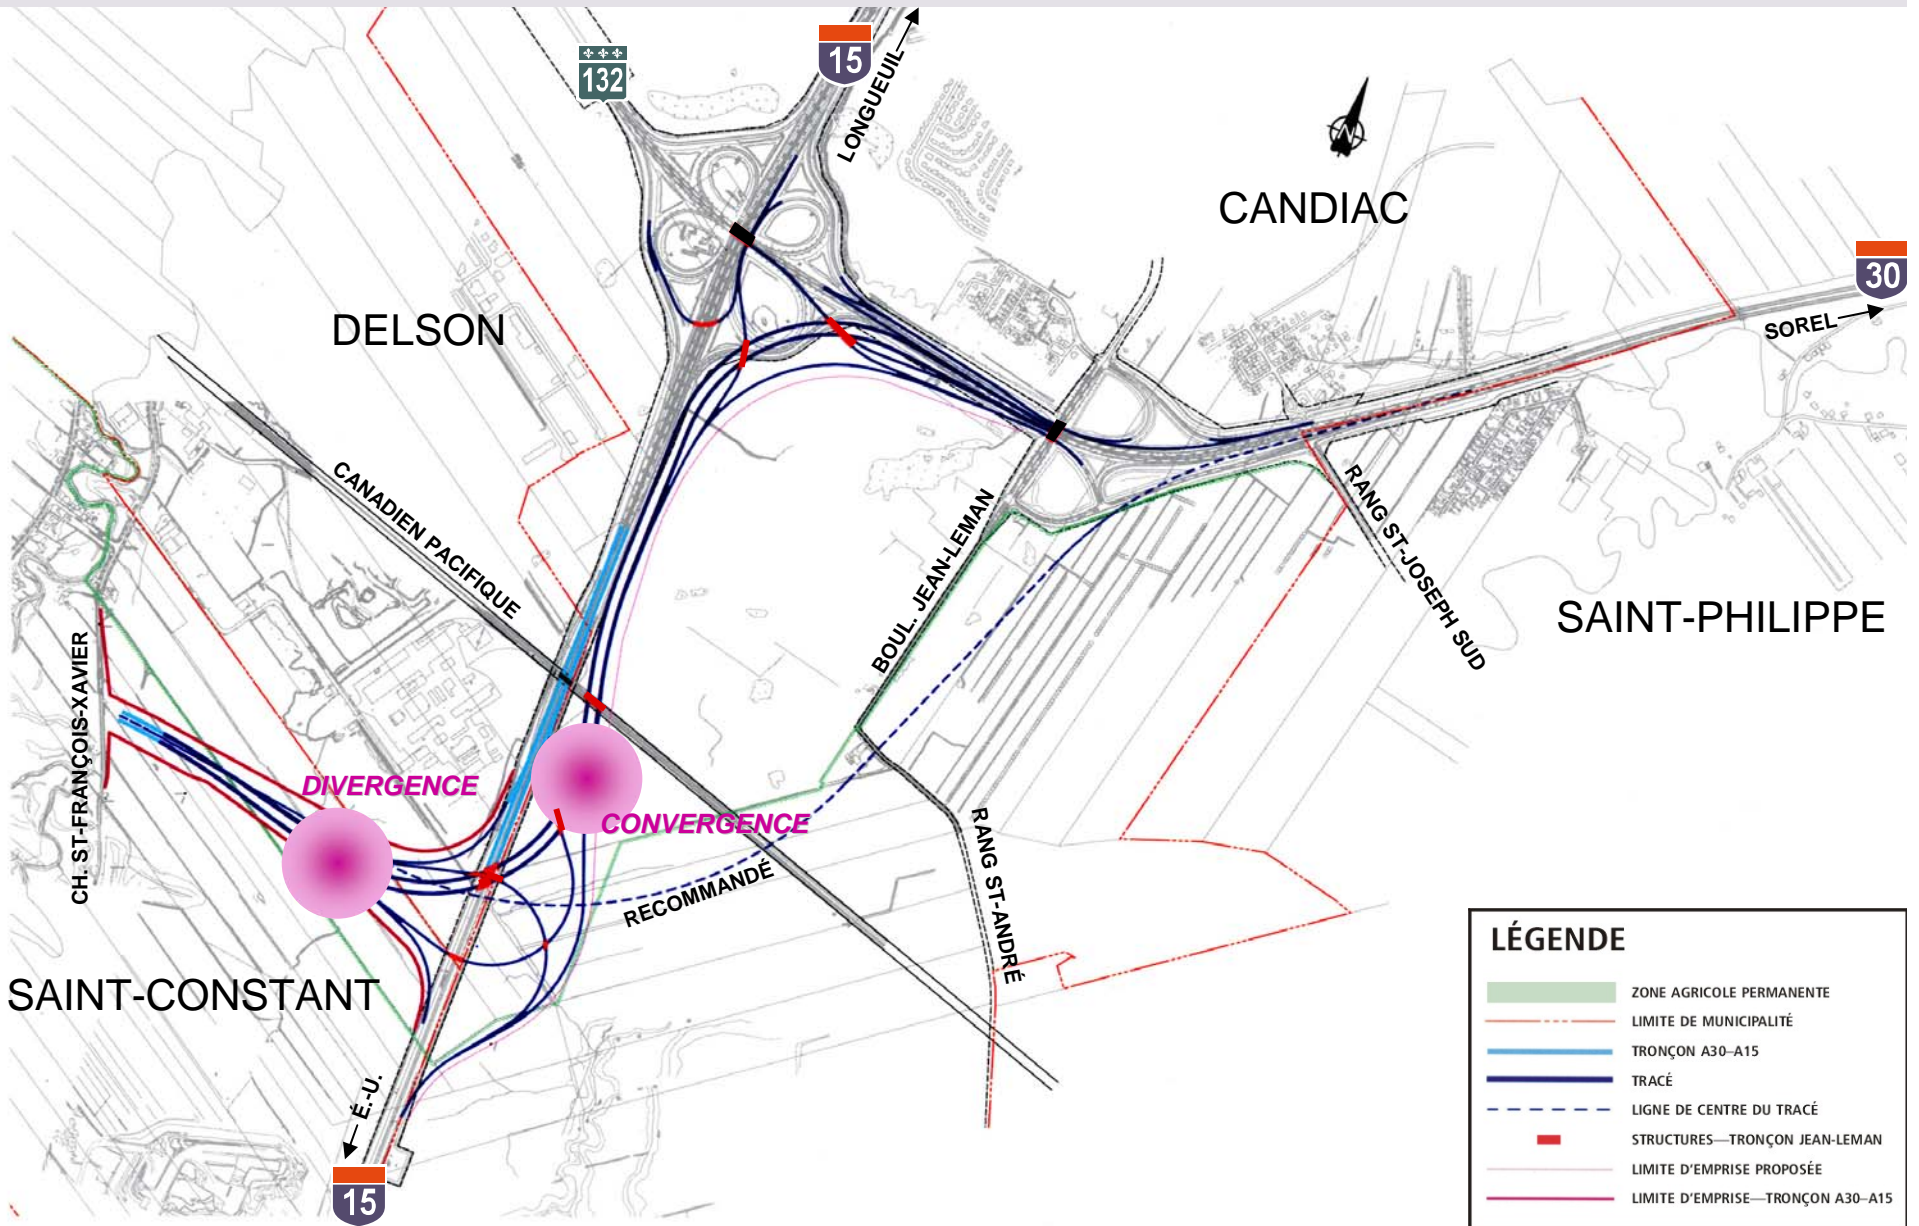 132
15
LONGUEUIL
N
CANDIAC
30
SOREL
DELSON
CANADIEN PACIFIQUE
BOUL. JEAN-LEMAN
RANG ST-JOSEPH SUD
SAINT-PHILIPPE
CH. ST-FRANÇOIS-XAVIER
DIVERGENCE
CONVERGENCE
RECOMMANDÉ
RANG ST-ANDRÉ
SAINT-CONSTANT
É.-U.
15
LÉGENDE
ZONE AGRICOLE PERMANENTE
LIMITE DE MUNICIPALITÉ
TRONÇON A30–A15
TRACÉ
LIGNE DE CENTRE DU TRACÉ
STRUCTURES—TRONÇON JEAN-LEMAN
LIMITE D'EMPRISE PROPOSÉE
LIMITE D'EMPRISE—TRONÇON A30–A15